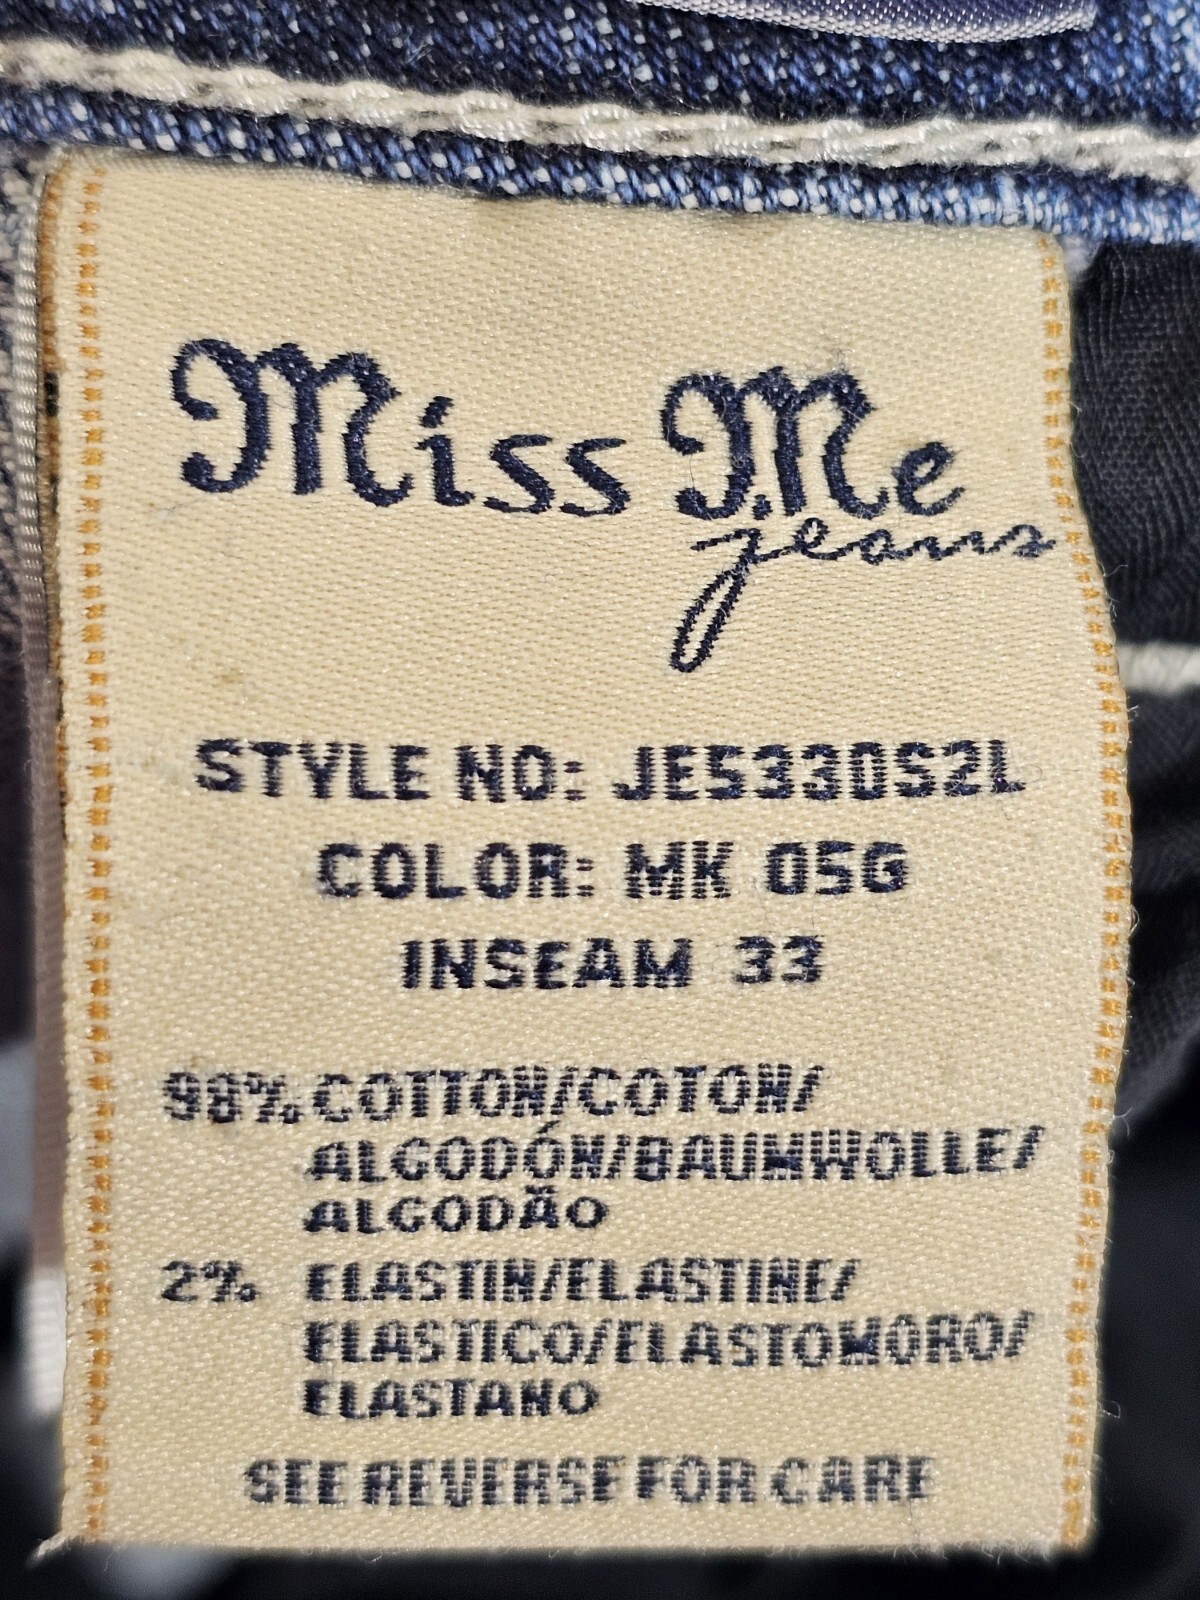 Miss Me
jeans
STYLE NO: JE5330S2L
COLOR: MK 05G
INSEAM 33
98% COTTON/COTON/
ALGODÓN/BAUMWOLLE/
ALGODÃO
2% ELASTIN/ELASTINE/
ELASTICO/ELASTOMORO/
ELASTANO
SEE REVERSE FOR CARE